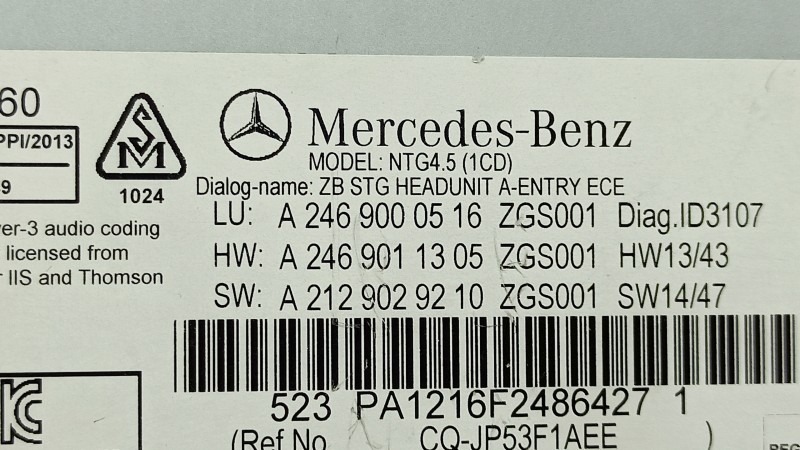 60
PPI/2013
9
SM
1024
Mercedes-Benz
MODEL: NTG4.5 (1CD)
Dialog-name: ZB STG HEADUNIT A-ENTRY ECE
LU: A 246 900 05 16 ZGS001 Diag.ID3107
HW: A 246 901 13 05 ZGS001 HW13/43
SW: A 212 902 92 10 ZGS001 SW14/47
er-3 audio coding
licensed from
r IIS and Thomson
523 PA1216F2486427 1
(Ref No. CQ-JP53F1AEE )